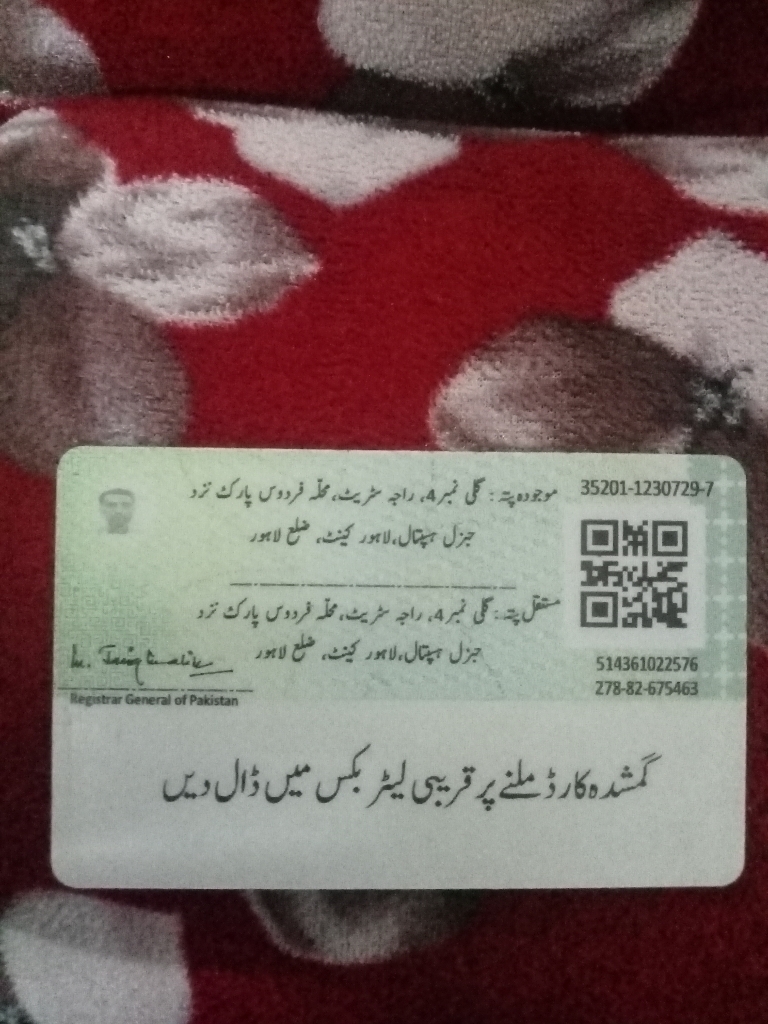 موجودہ پتہ: گلی نمبر 4، راجہ سٹریٹ، محلہ فردوس پارک نزد
جنرل ہسپتال، لاہور کینٹ، ضلع لاہور
35201-1230729-7
مستقل پتہ: گلی نمبر 4، راجہ سٹریٹ، محلہ فردوس پارک نزد
جنرل ہسپتال، لاہور کینٹ، ضلع لاہور
514361022576
278-82-675463
Registrar General of Pakistan
گمشدہ کارڈ ملنے پر قریبی لیٹر بکس میں ڈال دیں